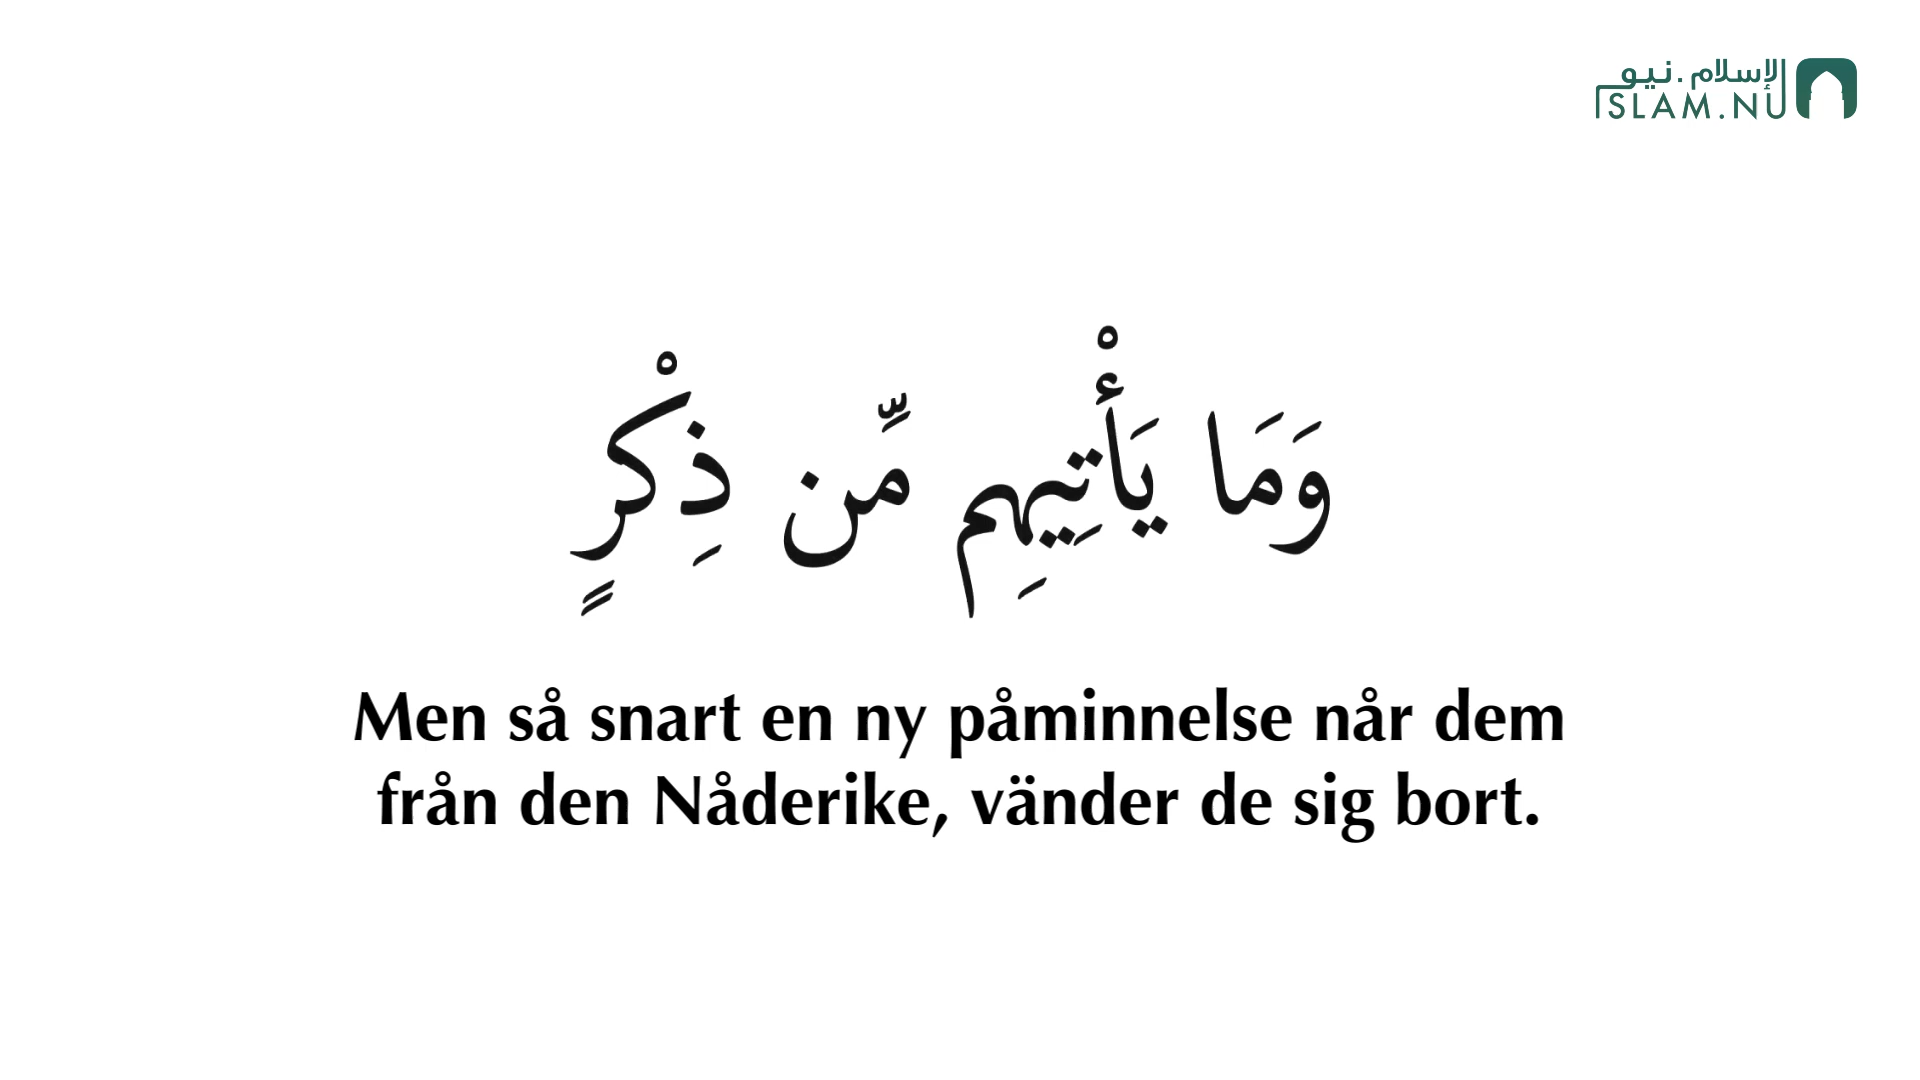 الإسلام.نيو
ISLAM.NU
وَمَا يَأْتِيهِم مِّن ذِكْرٍ
Men så snart en ny påminnelse når dem
från den Nåderike, vänder de sig bort.